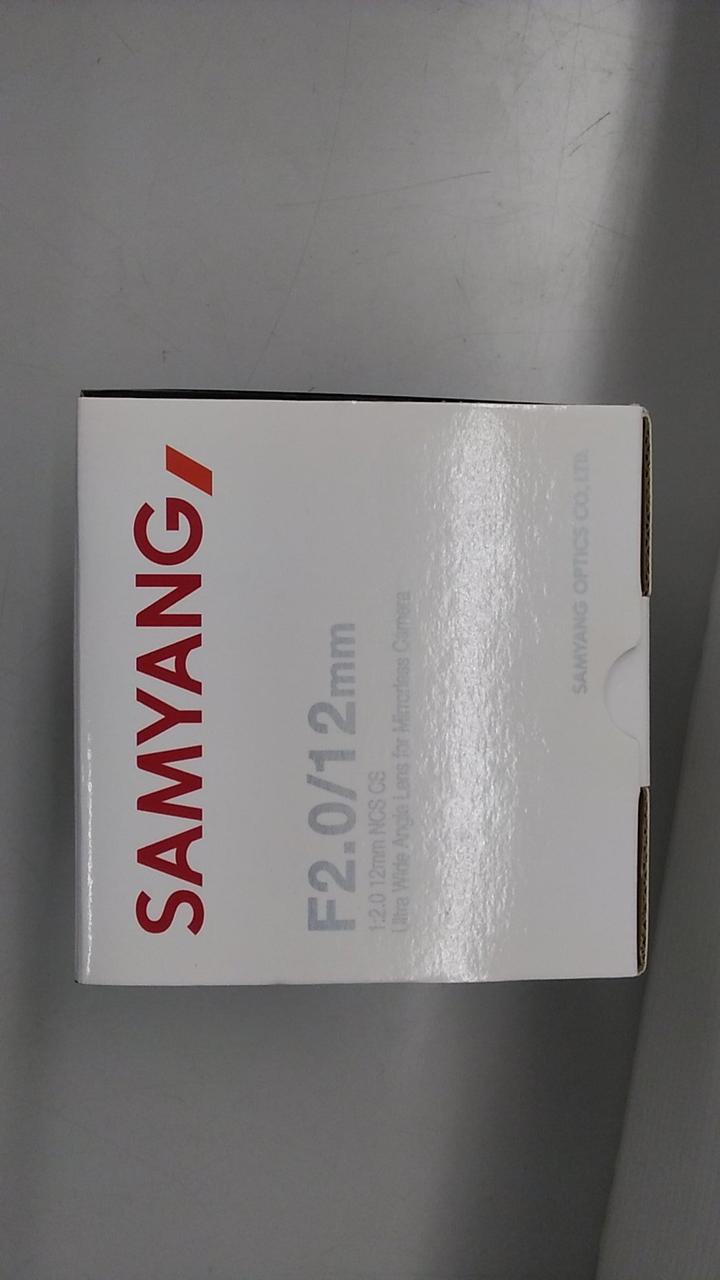 SAMYANG
F2.0/12mm
1:2.0 12mm NCS CS
Ultra Wide Angle Lens for Mirrorless Camera
SAMYANG OPTICS CO., LTD.